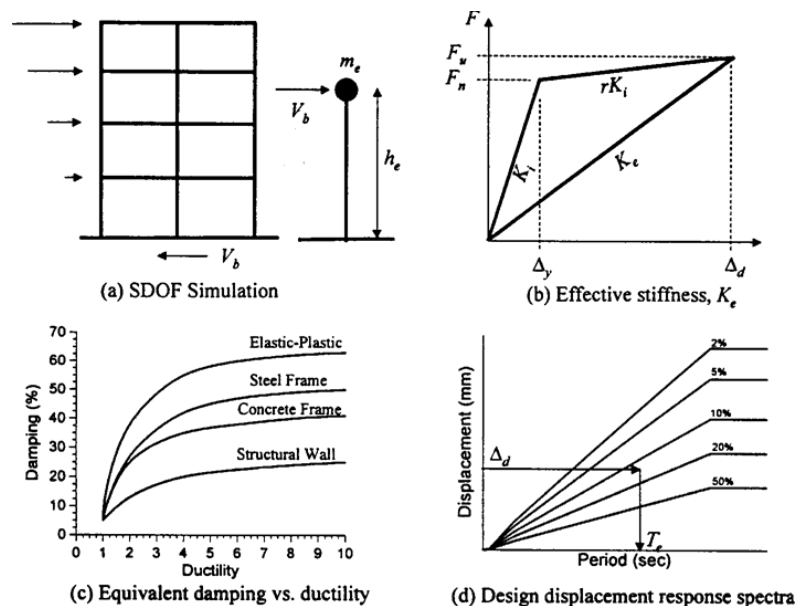 m_e
V_b
h_e
V_b
(a) SDOF Simulation
F
F_u
F_n
rK_i
K_i
K_e
Δ_y
Δ_d
(b) Effective stiffness, K_e
70
60
50
40
30
20
10
0
Damping (%)
Elastic-Plastic
Steel Frame
Concrete Frame
Structural Wall
0 1 2 3 4 5 6 7 8 9 10
Ductility
(c) Equivalent damping vs. ductility
2%
5%
10%
20%
50%
Displacement (mm)
Δ_d
T_e
Period (sec)
(d) Design displacement response spectra